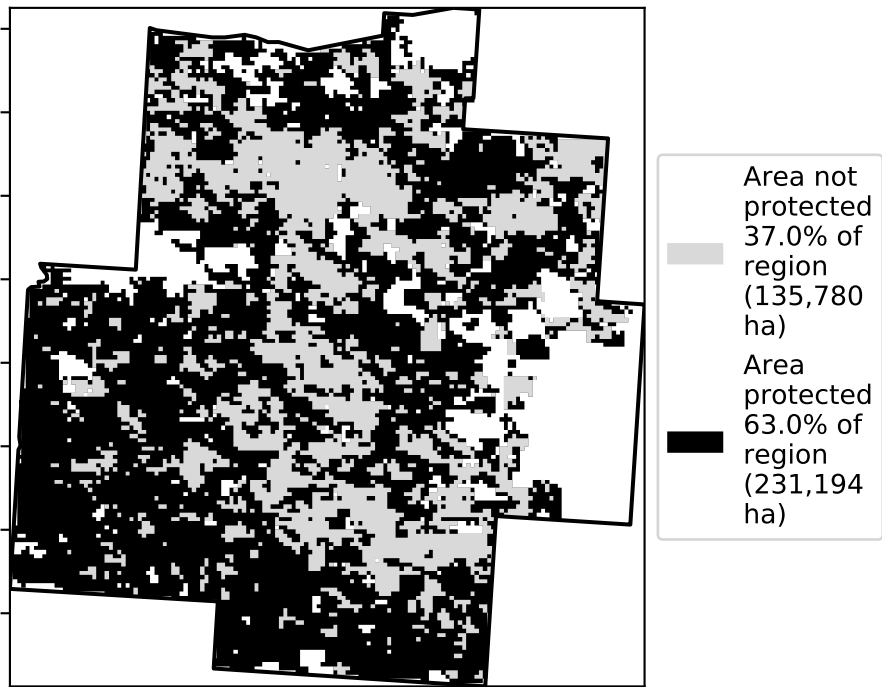 Area not
protected
37.0% of
region
(135,780
ha)
Area
protected
63.0% of
region
(231,194
ha)